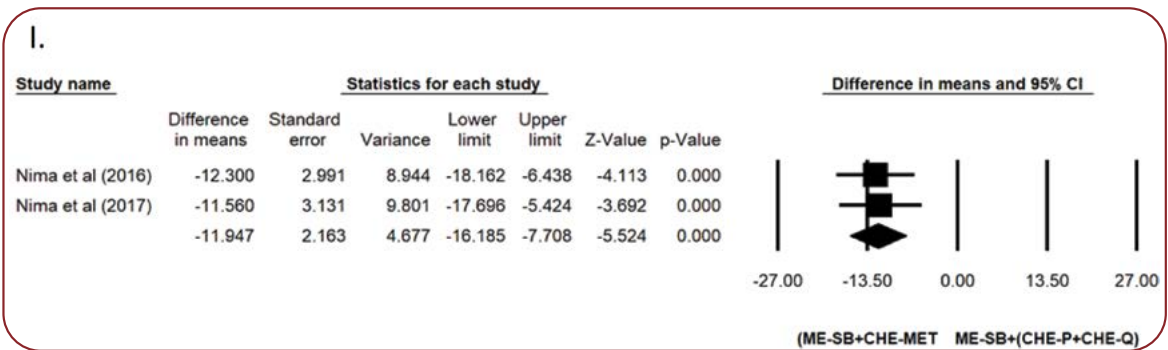 I.
Study name Statistics for each study Difference in means and 95% CI
Difference Standard Lower Upper
in means error Variance limit limit Z-Value p-Value
Nima et al (2016) -12.300 2.991 8.944 -18.162 -6.438 -4.113 0.000
Nima et al (2017) -11.560 3.131 9.801 -17.696 -5.424 -3.692 0.000
-11.947 2.163 4.677 -16.185 -7.708 -5.524 0.000
-27.00 -13.50 0.00 13.50 27.00
(ME-SB+CHE-MET ME-SB+(CHE-P+CHE-Q)